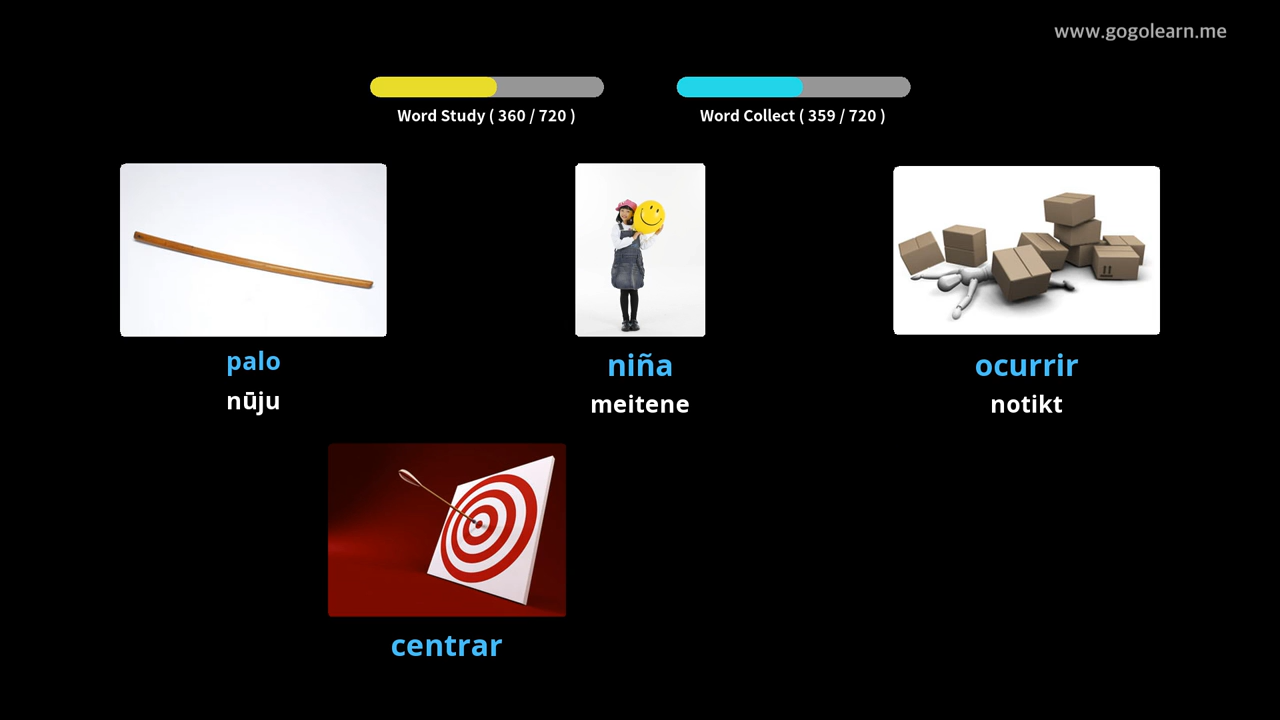 www.gogolearn.me
Word Study ( 360 / 720 )
Word Collect ( 359 / 720 )
palo
nūju
niña
meitene
ocurrir
notikt
centrar